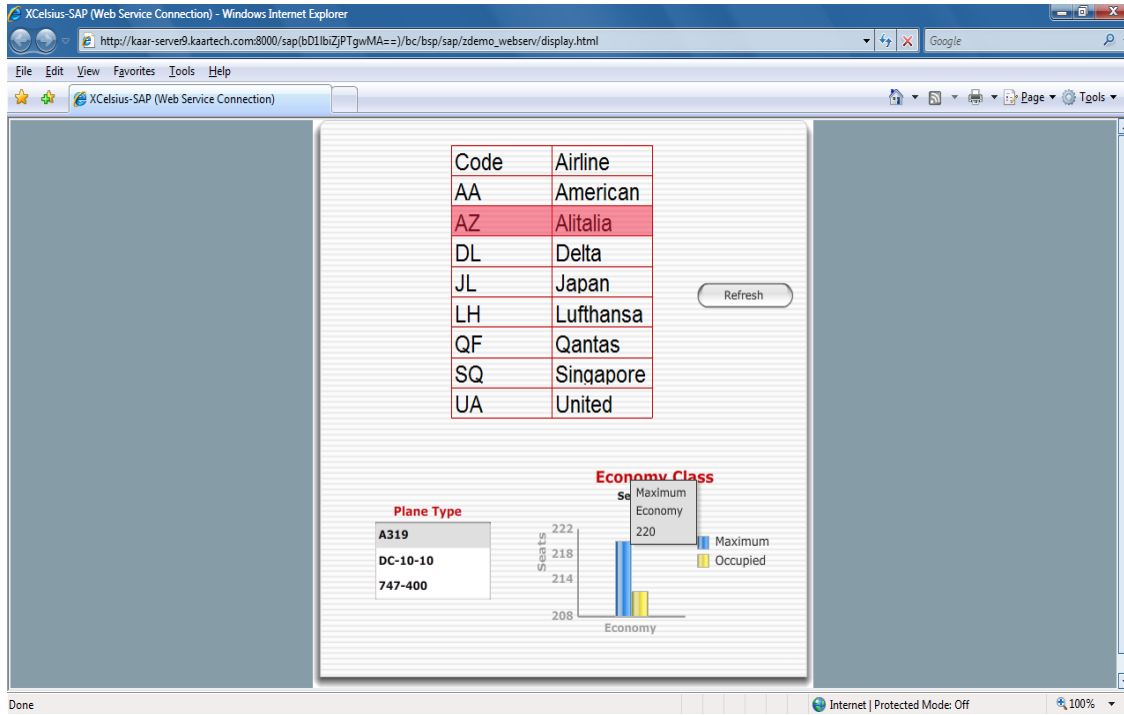 XCelsius-SAP (Web Service Connection) - Windows Internet Explorer
http://kaar-server9.kaartech.com:8000/sap(bD1lbiZjPTgwMA==)/bc/bsp/sap/zdemo_webserv/display.html
Google
File Edit View Favorites Tools Help
XCelsius-SAP (Web Service Connection)
Page Tools
Code Airline
AA American
AZ Alitalia
DL Delta
JL Japan
Refresh
LH Lufthansa
QF Qantas
SQ Singapore
UA United
Economy Class
Maximum
Economy
220
Plane Type
A319
DC-10-10
747-400
Seats
222
218
214
208
Economy
Maximum
Occupied
Done
Internet | Protected Mode: Off
100%